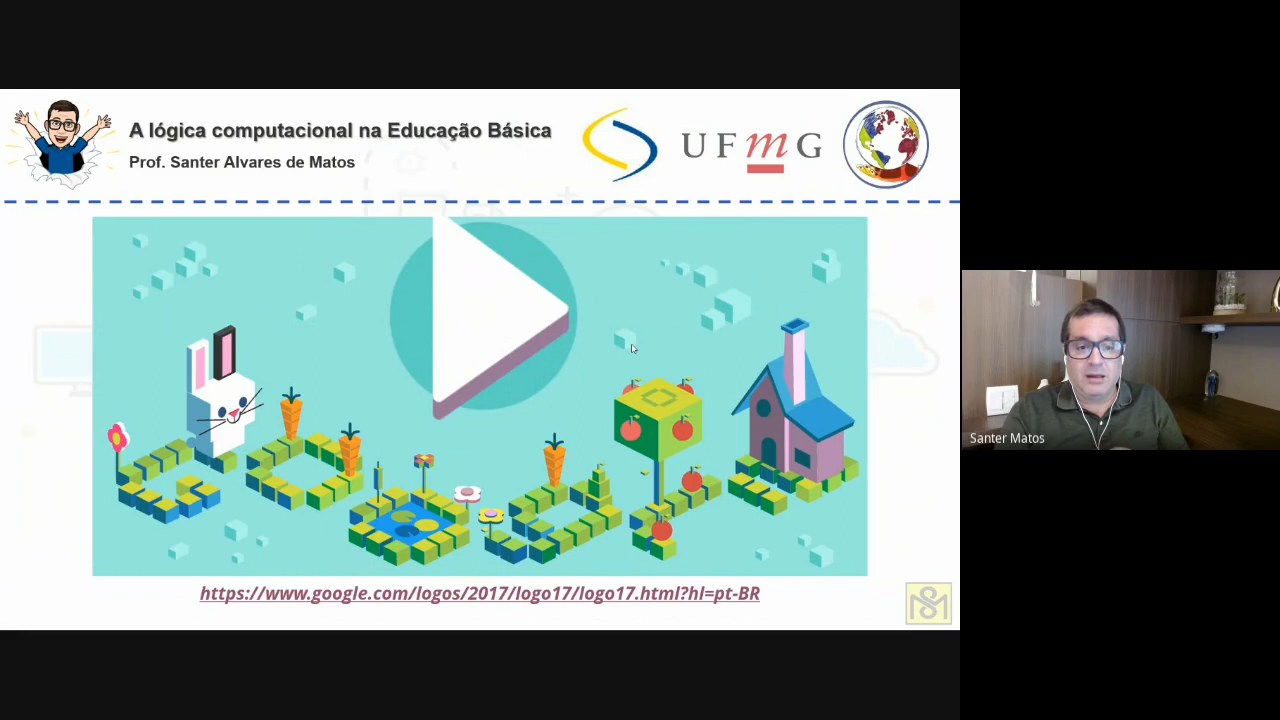 A lógica computacional na Educação Básica
Prof. Santer Alvares de Matos
UFmG
https://www.google.com/logos/2017/logo17/logo17.html?hl=pt-BR
Santer Matos